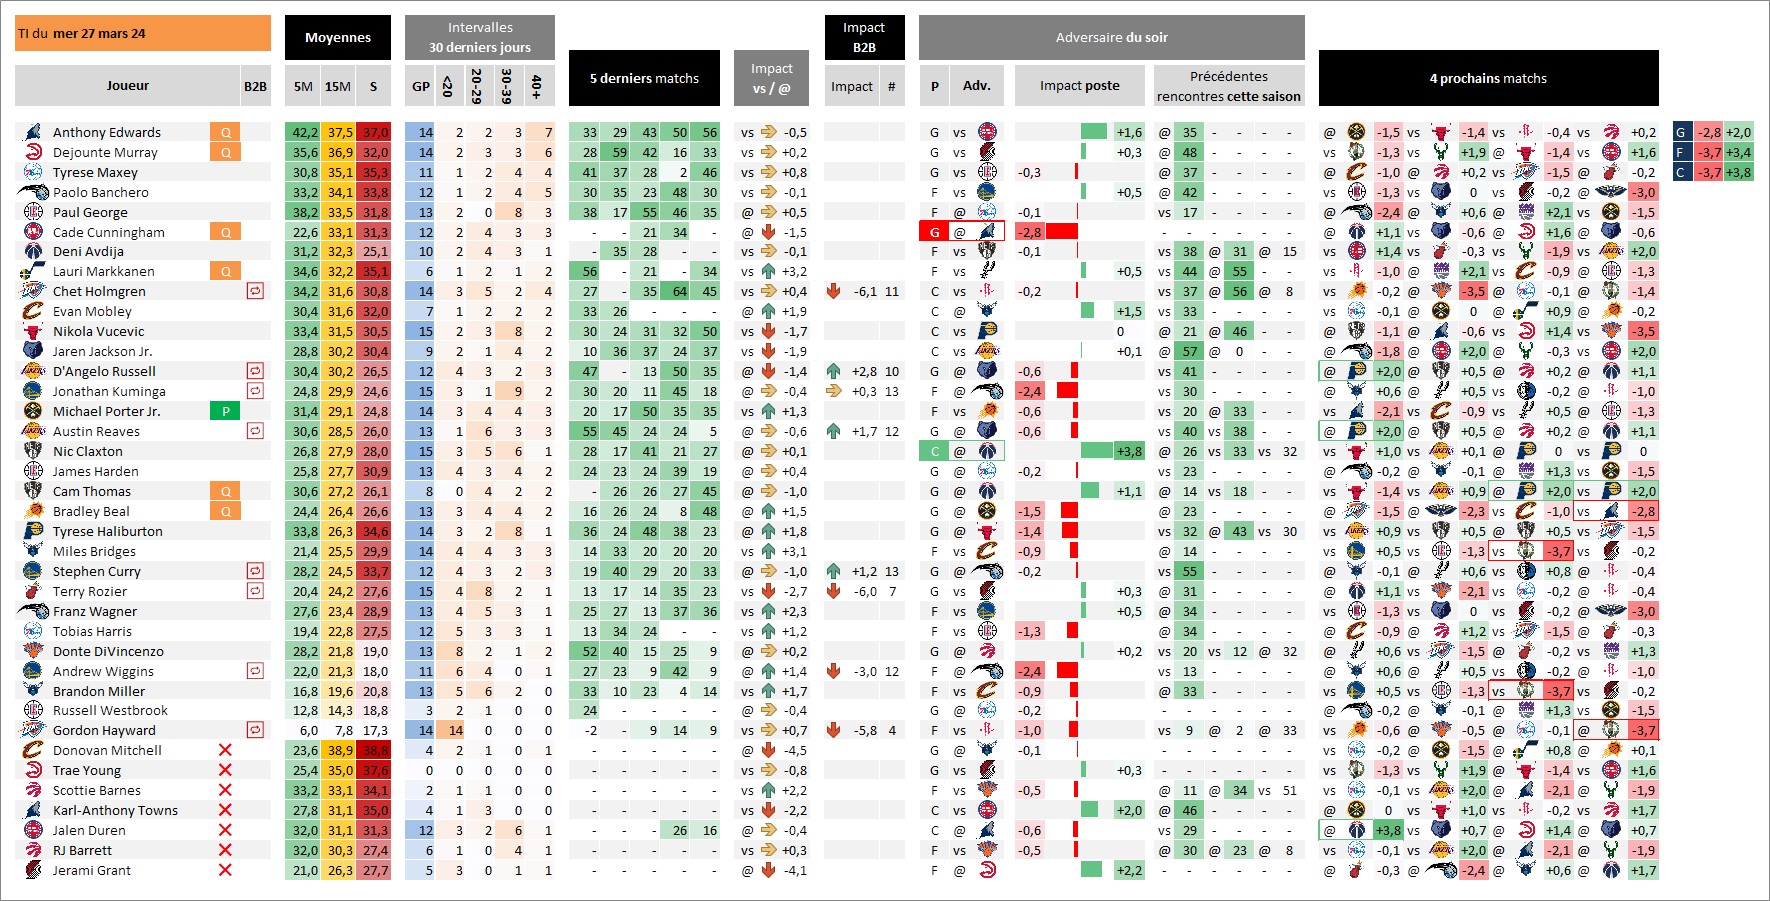 TI du mer 27 mars 24
Moyennes
Intervalles
30 derniers jours
5 derniers matchs
Impact
vs / @
Impact
B2B
Adversaire du soir
4 prochains matchs
Joueur B2B 5M 15M S GP <20 20-29 30-39 40+ Impact # P Adv. Impact poste Précédentes
rencontres cette saison
Anthony Edwards Q 42,2 37,5 37,0 14 2 2 3 7 33 29 43 50 56 vs -0,5 G vs +1,6 @ 35 - - - - @ -1,5 vs -1,4 vs -0,4 vs +0,2 G -2,8 +2,0
Dejounte Murray Q 35,6 36,9 32,0 14 2 3 3 6 28 59 42 16 33 vs +0,2 G vs +0,3 @ 48 - - - - vs -1,3 vs +1,9 @ -1,4 vs +1,6 F -3,7 +3,4
Tyrese Maxey 30,8 35,1 35,3 11 1 2 4 4 41 37 28 2 46 vs +0,8 G vs -0,3 @ 37 - - - - @ -1,0 @ +0,2 vs -1,5 @ -0,2 C -3,7 +3,8
Paolo Banchero 33,2 34,1 33,8 12 1 2 4 5 30 35 23 48 30 vs -0,1 F vs +0,5 @ 42 - - - - vs -1,3 vs 0 vs -0,2 @ -3,0
Paul George 38,2 33,5 31,8 13 2 0 8 3 38 17 55 46 35 @ +0,5 F @ -0,1 vs 17 - - - - @ -2,4 @ +0,6 @ +2,1 vs -1,5
Cade Cunningham Q 22,6 33,1 31,3 12 2 4 3 3 - - 21 34 - @ -1,5 G @ -2,8 - - - - - - @ +1,1 vs -0,6 @ +1,6 @ -0,6
Deni Avdija 31,2 32,3 25,1 10 2 4 3 1 - 35 28 - - vs -0,1 F vs -0,1 vs 38 @ 31 @ 15 vs +1,4 vs -0,3 vs -1,9 @ +2,0
Lauri Markkanen Q 34,6 32,2 35,1 6 1 2 1 2 56 - 21 - 34 vs +3,2 F vs +0,5 vs 44 @ 55 - - vs -1,0 @ +2,1 vs -0,9 @ -1,3
Chet Holmgren 34,2 31,6 30,8 14 3 5 2 4 27 - 35 64 45 vs +0,4 -6,1 11 C vs -0,2 vs 37 @ 56 @ 8 vs -0,2 @ -3,5 @ -0,1 @ -1,4
Evan Mobley 30,4 31,6 32,0 7 1 2 2 2 33 26 - - - @ +1,9 C @ +1,5 vs 33 - - - - vs -0,1 @ 0 @ +0,9 @ -0,2
Nikola Vucevic 33,4 31,5 30,5 15 2 3 8 2 30 24 31 32 50 vs -1,7 C vs 0 @ 21 @ 46 - - @ -1,1 @ -0,6 vs +1,4 vs -3,5
Jaren Jackson Jr. 28,8 30,2 30,4 9 2 1 4 2 10 36 37 24 37 vs -1,9 C vs +0,1 @ 57 @ 0 - - @ -1,8 @ +2,0 @ -0,3 vs +2,0
D'Angelo Russell 30,4 30,2 26,5 12 4 3 2 3 47 - 13 50 35 @ -1,4 +2,8 10 G @ -0,6 vs 41 - - - - @ +2,0 @ +0,5 @ +0,2 @ +1,1
Jonathan Kuminga 24,8 29,9 24,6 15 3 1 9 2 30 20 11 45 18 @ -0,4 +0,3 13 F @ -2,4 vs 30 - - - - @ +0,6 @ +0,5 vs -0,2 @ -1,0
Michael Porter Jr. P 31,4 29,1 24,8 14 4 3 4 3 20 17 50 35 35 vs +1,3 F vs -0,6 vs 20 @ 33 - - vs -2,1 vs -0,9 vs +0,5 @ -1,3
Austin Reaves 30,6 28,5 26,0 13 1 6 3 3 55 45 24 24 5 @ -0,6 +1,7 12 G @ -0,6 vs 40 vs 38 - - @ +2,0 @ +0,5 @ +0,2 @ +1,1
Nic Claxton 26,8 27,9 28,0 15 3 5 6 1 28 17 41 21 27 @ +0,1 C @ +3,8 @ 26 vs 33 vs 32 vs +1,0 vs +0,1 @ 0 vs 0
James Harden 25,8 27,7 30,9 13 4 3 4 2 24 23 24 39 19 @ +0,4 G @ -0,2 vs 23 - - - - @ -0,2 @ -0,1 @ +1,3 vs -1,5
Cam Thomas Q 30,6 27,2 26,1 8 0 4 2 2 - 26 26 27 45 @ -1,0 G @ +1,1 @ 14 vs 18 - - vs -1,4 vs +0,9 @ +2,0 vs +2,0
Bradley Beal Q 24,4 26,4 26,6 13 3 4 4 2 16 26 24 8 48 @ +1,5 G @ -1,5 @ 23 - - - - @ -1,5 @ -2,3 vs -1,0 vs -2,8
Tyrese Haliburton 33,8 26,3 34,6 14 3 2 8 1 36 24 48 38 23 @ +1,8 G @ -1,4 vs 32 @ 43 vs 30 vs +0,9 vs +0,5 @ +0,5 vs -1,5
Miles Bridges 21,4 25,5 29,9 14 4 4 3 3 14 33 20 20 20 vs +3,1 F vs -0,9 @ 14 - - - - vs +0,5 vs -1,3 vs -3,7 vs -0,2
Stephen Curry 28,2 24,5 33,7 12 4 3 2 3 19 40 29 20 33 @ -1,0 +1,2 13 G @ -0,2 vs 55 - - - - @ -0,1 @ +0,6 vs +0,8 @ -0,4
Terry Rozier 20,4 24,2 27,6 15 4 8 2 1 13 17 14 35 23 vs -2,7 -6,0 7 G vs +0,3 @ 31 - - - - @ +1,1 vs -2,1 vs -0,2 @ -0,4
Franz Wagner 27,6 23,4 28,9 13 5 3 4 1 25 27 13 37 36 vs +2,3 F vs +0,5 @ 34 - - - - vs -1,3 vs 0 vs -0,2 @ -3,0
Tobias Harris 19,4 22,8 27,5 12 5 3 3 1 13 34 24 - - vs +1,2 F vs -1,3 @ 34 - - - - @ -0,9 @ +1,2 vs -1,5 @ -0,3
Donte DiVincenzo 28,2 21,8 19,0 13 8 2 1 2 52 40 15 25 9 @ +0,2 G @ +0,2 vs 20 vs 12 @ 32 @ -0,2 vs -1,5 vs -0,2 @ +1,3
Andrew Wiggins 22,0 21,3 18,0 11 6 4 0 1 27 23 9 42 9 @ +1,4 -3,0 12 F @ -2,4 vs 13 - - - - @ +0,6 @ +0,5 vs -0,2 @ -1,0
Brandon Miller 16,8 19,6 20,8 13 5 6 2 0 33 10 23 4 14 vs +1,7 F vs -0,9 @ 33 - - - - vs +0,5 vs -1,3 vs -3,7 vs -0,2
Russell Westbrook 12,8 14,3 18,8 3 2 1 0 0 24 - - - - @ -0,4 G @ -0,2 - - - - - - @ -0,2 @ -0,1 @ +1,3 vs -1,5
Gordon Hayward 6,0 7,8 17,3 14 14 0 0 0 -2 - 9 14 9 vs +0,7 -5,8 4 F vs -1,0 vs 9 @ 2 @ 33 vs -0,6 @ -0,5 @ -0,1 @ -3,7
Donovan Mitchell 23,6 38,9 38,8 4 2 1 0 1 - - - - - @ -4,5 G @ -0,1 - - - - - - vs -0,2 @ -1,5 @ +0,8 @ +0,1
Trae Young 25,4 35,0 37,6 0 0 0 0 0 - - - - - vs -0,8 G vs +0,3 - - - - - - vs -1,3 vs +1,9 @ -1,4 vs +1,6
Scottie Barnes 33,2 33,1 34,1 2 1 1 0 0 - - - - - vs +2,2 F vs -0,5 @ 11 @ 34 vs 51 vs -0,1 vs +2,0 @ -2,1 @ -1,9
Karl-Anthony Towns 27,8 31,1 35,0 4 1 3 0 0 - - - - - vs -2,2 C vs +2,0 @ 46 - - - - @ 0 vs +1,0 vs -0,2 vs +1,7
Jalen Duren 32,0 31,1 31,3 12 3 2 6 1 - - - 26 16 @ -0,4 C @ -0,6 vs 29 - - - - @ +3,8 vs +0,7 @ +1,4 @ +0,7
RJ Barrett 32,0 30,3 27,4 6 1 0 4 1 - - - - - vs +0,3 F vs -0,5 @ 30 @ 23 @ 8 vs -0,1 vs +2,0 @ -2,1 @ -1,9
Jerami Grant 21,0 26,3 27,7 5 3 0 1 1 - - - - - @ -4,1 F @ +2,2 - - - - - - @ -0,3 @ -2,4 @ +0,6 @ +1,7